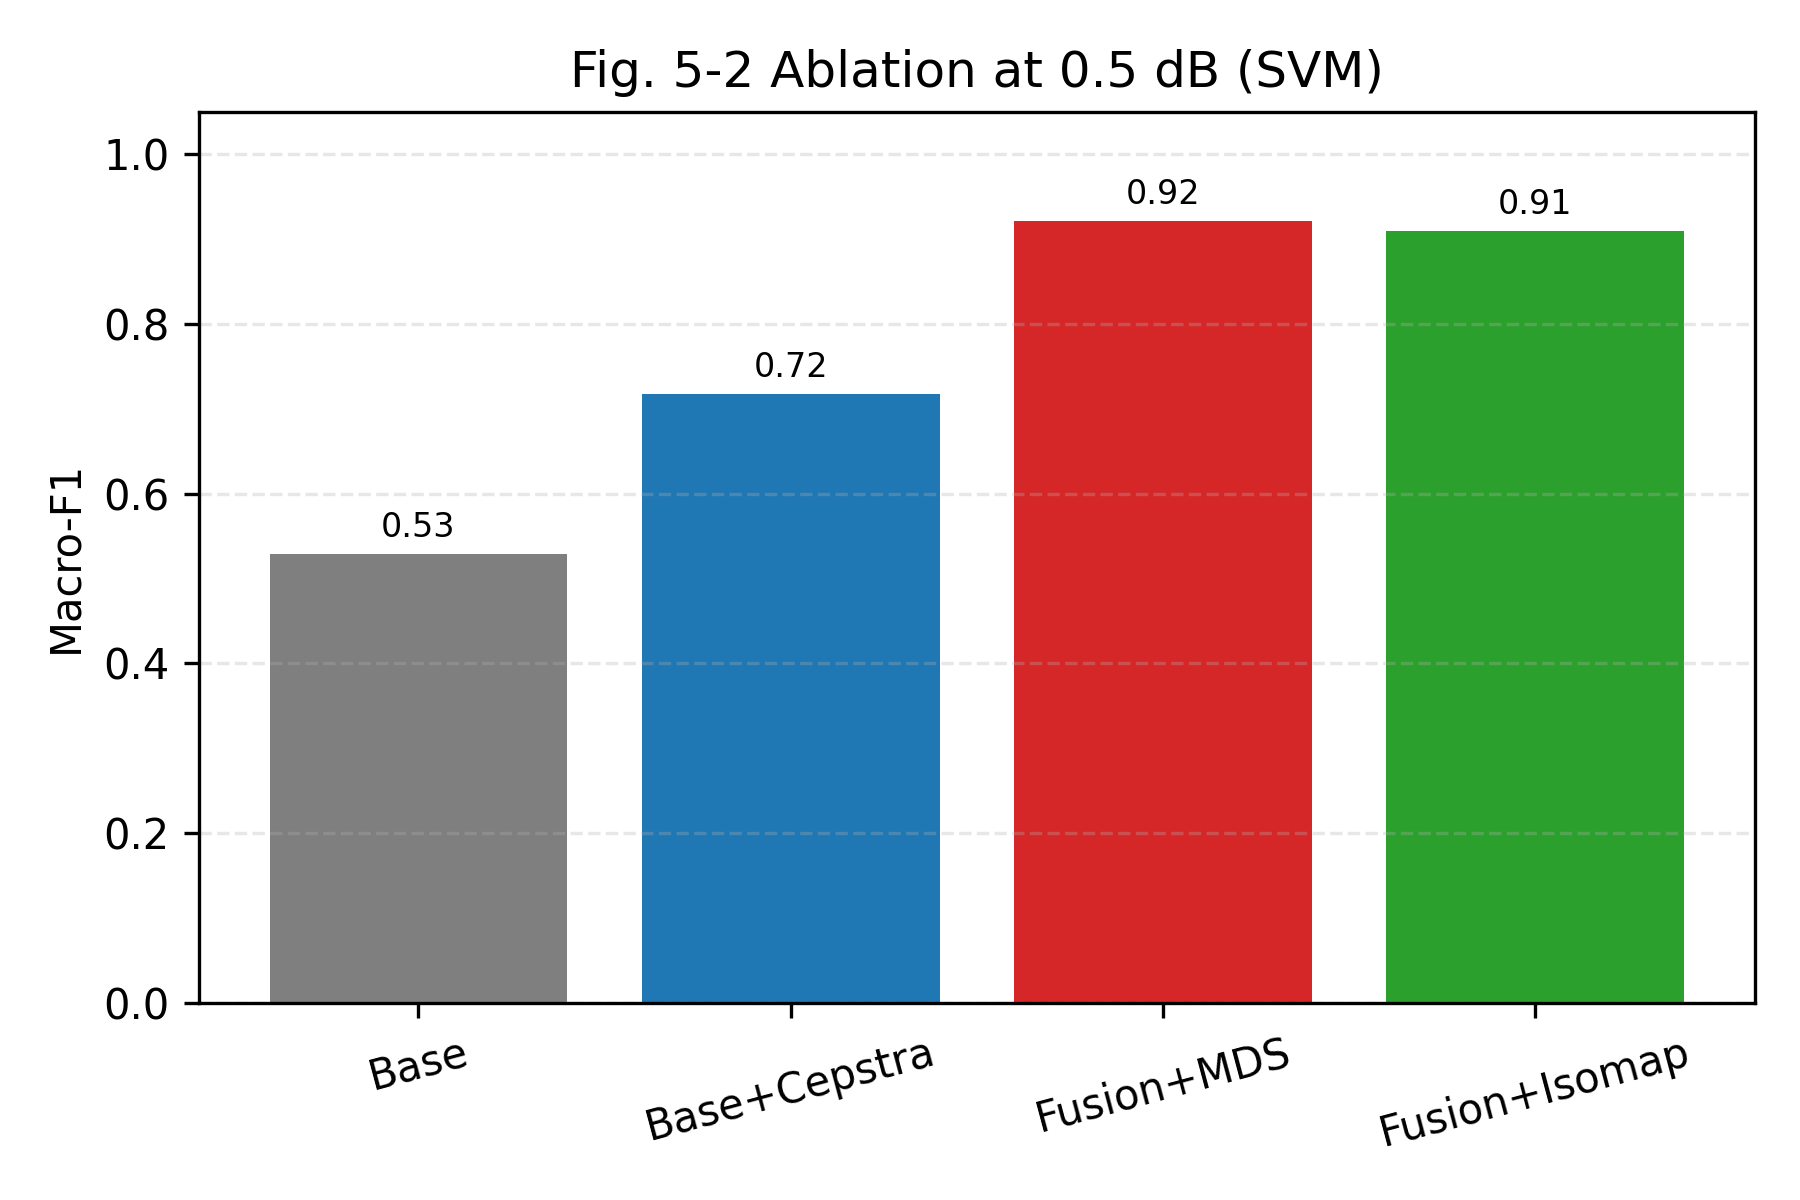 Fig. 5-2 Ablation at 0.5 dB (SVM)
Macro-F1
1.0
0.8
0.6
0.4
0.2
0.0
0.53
0.72
0.92
0.91
Base
Base+Cepstra
Fusion+MDS
Fusion+Isomap